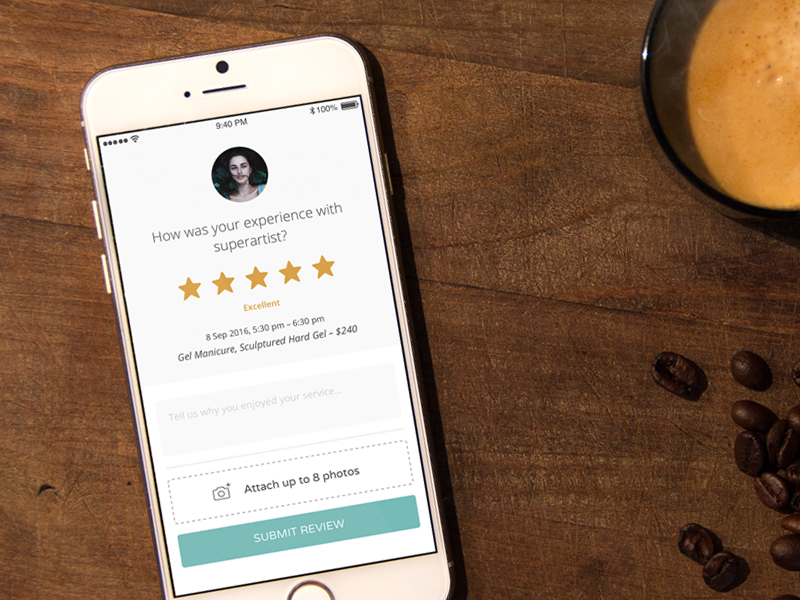 9:40 PM
100%
How was your experience with
superartist?
Excellent
8 Sep 2016, 5:30 pm – 6:30 pm
Gel Manicure, Sculptured Hard Gel – $240
Tell us why you enjoyed your service...
Attach up to 8 photos
SUBMIT REVIEW